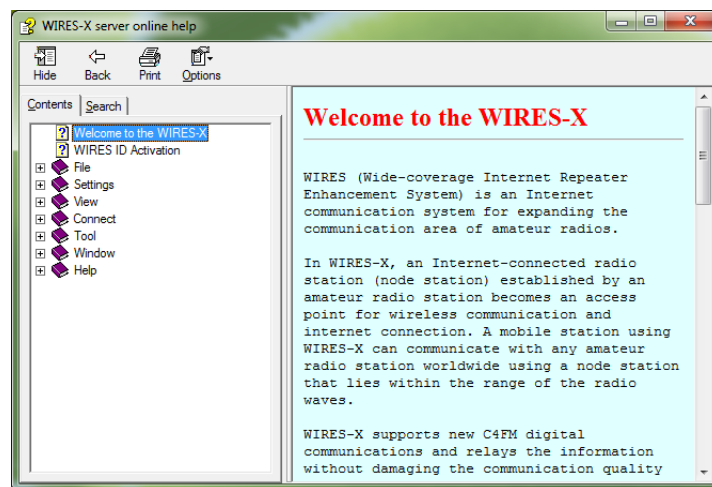 WIRES-X server online help
Hide Back Print Options
Contents Search
Welcome to the WIRES-X
WIRES ID Activation
File
Settings
View
Connect
Tool
Window
Help
Welcome to the WIRES-X
WIRES (Wide-coverage Internet Repeater
Enhancement System) is an Internet
communication system for expanding the
communication area of amateur radios.
In WIRES-X, an Internet-connected radio
station (node station) established by an
amateur radio station becomes an access
point for wireless communication and
internet connection. A mobile station using
WIRES-X can communicate with any amateur
radio station worldwide using a node station
that lies within the range of the radio
waves.
WIRES-X supports new C4FM digital
communications and relays the information
without damaging the communication quality